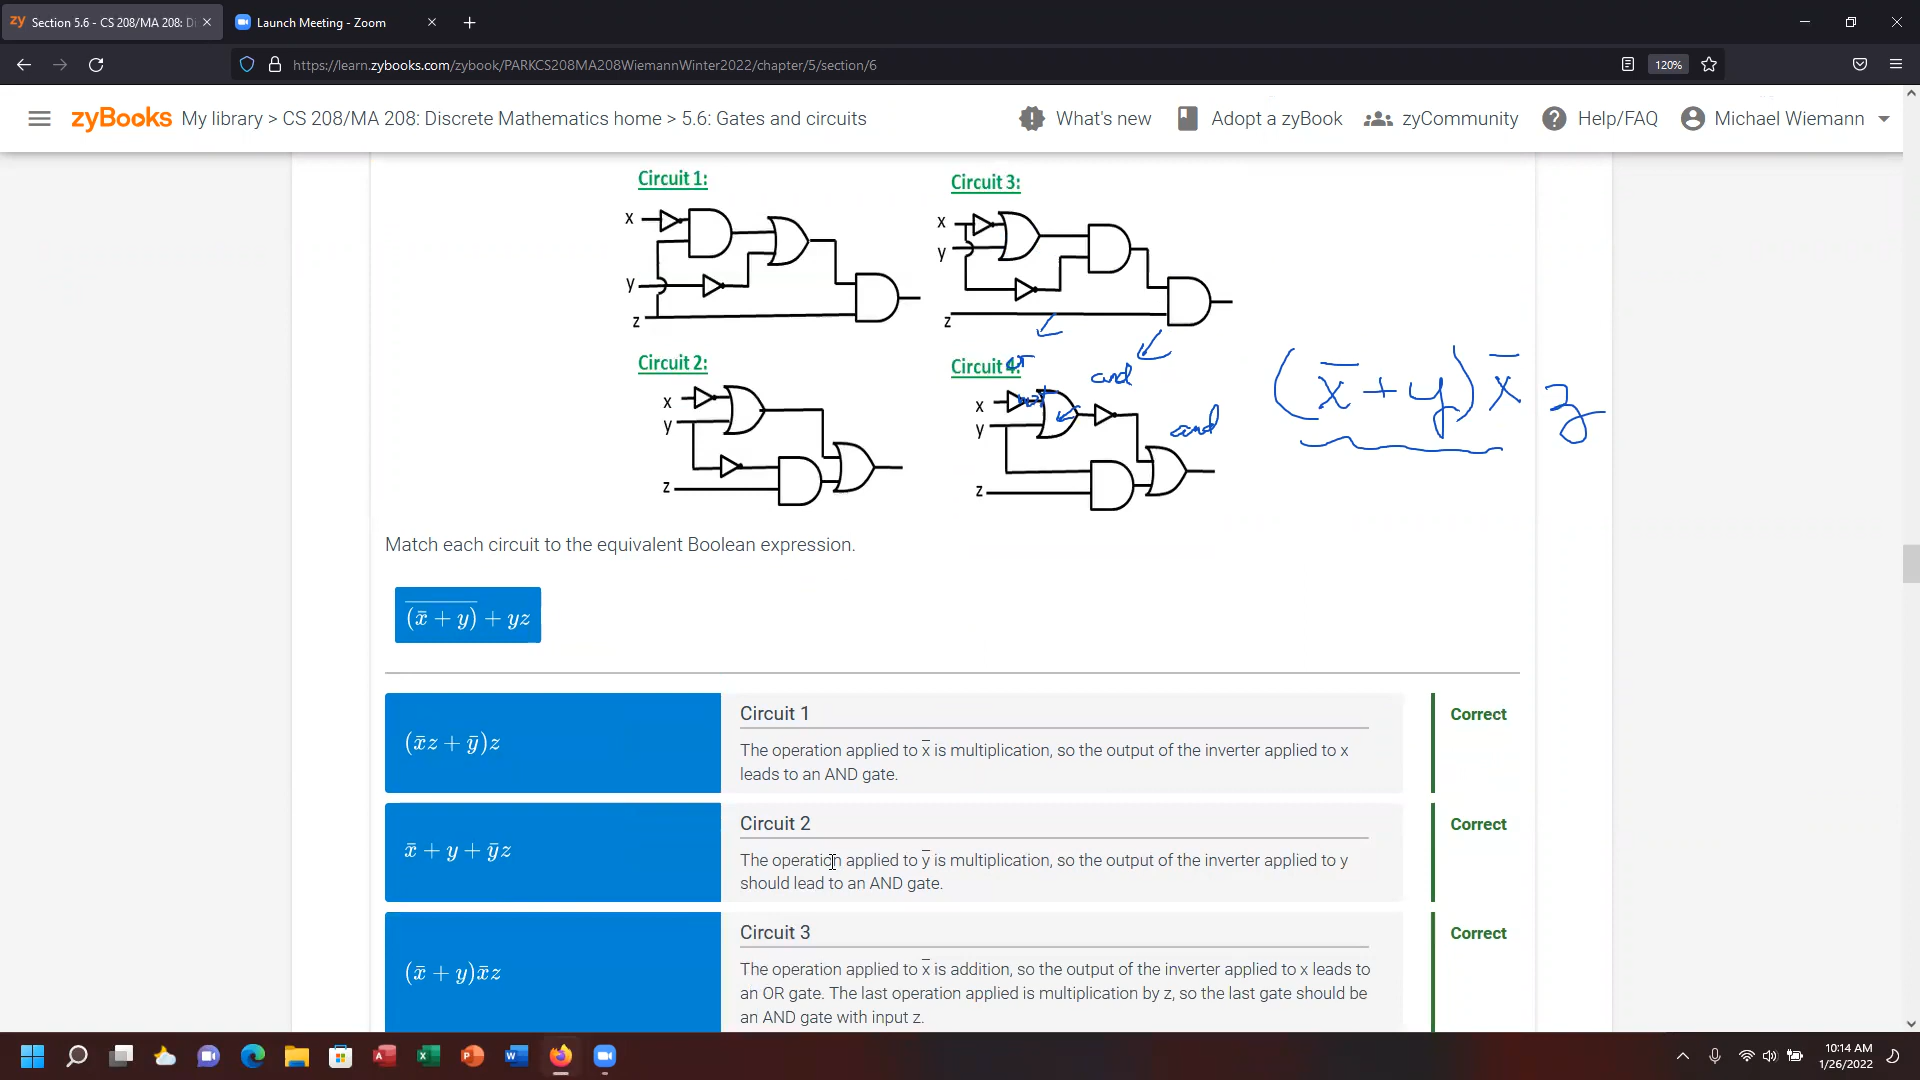 Section 5.6 - CS 208/MA 208: Di
Launch Meeting - Zoom
https://learn.zybooks.com/zybook/PARKCS208MA208WiemannWinter2022/chapter/5/section/6
120%
zyBooks My library > CS 208/MA 208: Discrete Mathematics home > 5.6: Gates and circuits
What's new
Adopt a zyBook
zyCommunity
Help/FAQ
Michael Wiemann
Circuit 1:
x
y
z
Circuit 3:
x
y
z
Circuit 2:
x
y
z
Circuit 4:
x
y
z
or
not
and
and
(x̅ + y) x̅ z
Match each circuit to the equivalent Boolean expression.
\overline{(x̅ + y)} + yz
(x̅z + y̅)z
Circuit 1
The operation applied to x̅ is multiplication, so the output of the inverter applied to x
leads to an AND gate.
Correct
x̅ + y + y̅z
Circuit 2
The operation applied to y̅ is multiplication, so the output of the inverter applied to y
should lead to an AND gate.
Correct
(x̅ + y)x̅z
Circuit 3
The operation applied to x̅ is addition, so the output of the inverter applied to x leads to
an OR gate. The last operation applied is multiplication by z, so the last gate should be
an AND gate with input z.
Correct
10:14 AM
1/26/2022